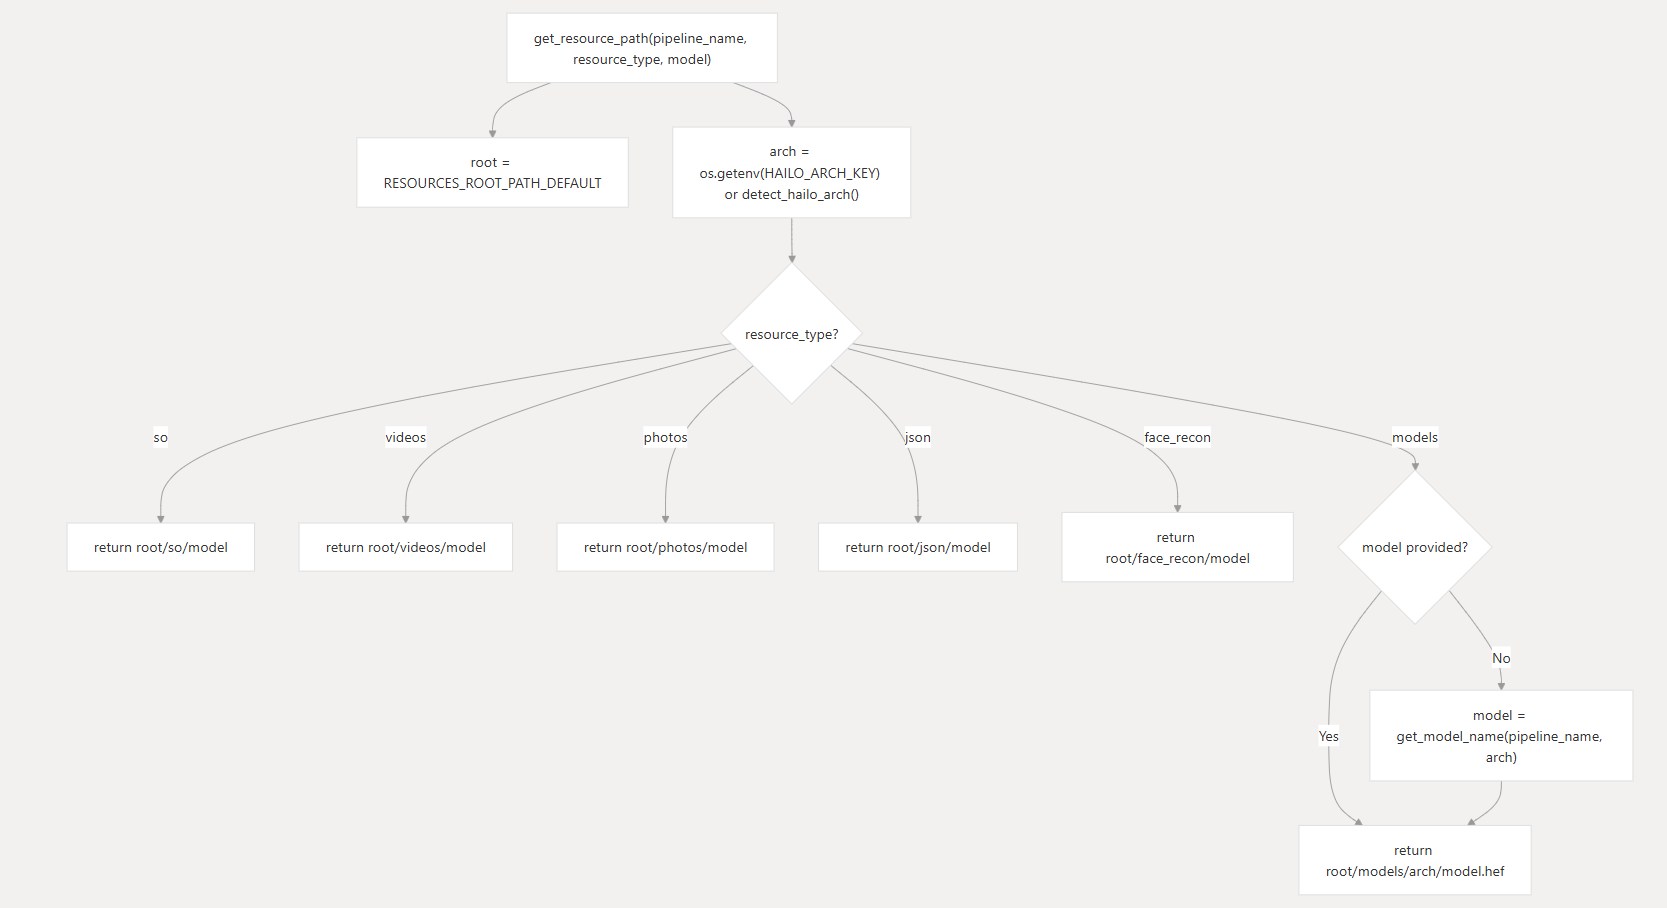 get_resource_path(pipeline_name,
resource_type, model)
root =
RESOURCES_ROOT_PATH_DEFAULT
arch =
os.getenv(HAILO_ARCH_KEY)
or detect_hailo_arch()
resource_type?
so
videos
photos
json
face_recon
models
return root/so/model
return root/videos/model
return root/photos/model
return root/json/model
return
root/face_recon/model
model provided?
No
Yes
model =
get_model_name(pipeline_name,
arch)
return
root/models/arch/model.hef